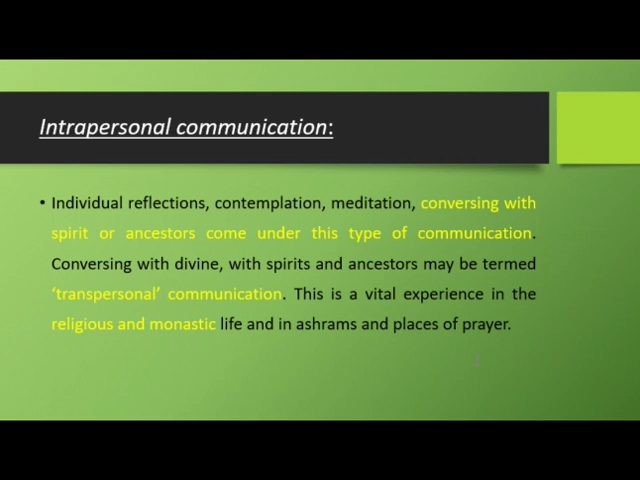 Intrapersonal communication:
• Individual reflections, contemplation, meditation, conversing with
spirit or ancestors come under this type of communication.
Conversing with divine, with spirits and ancestors may be termed
‘transpersonal’ communication. This is a vital experience in the
religious and monastic life and in ashrams and places of prayer.